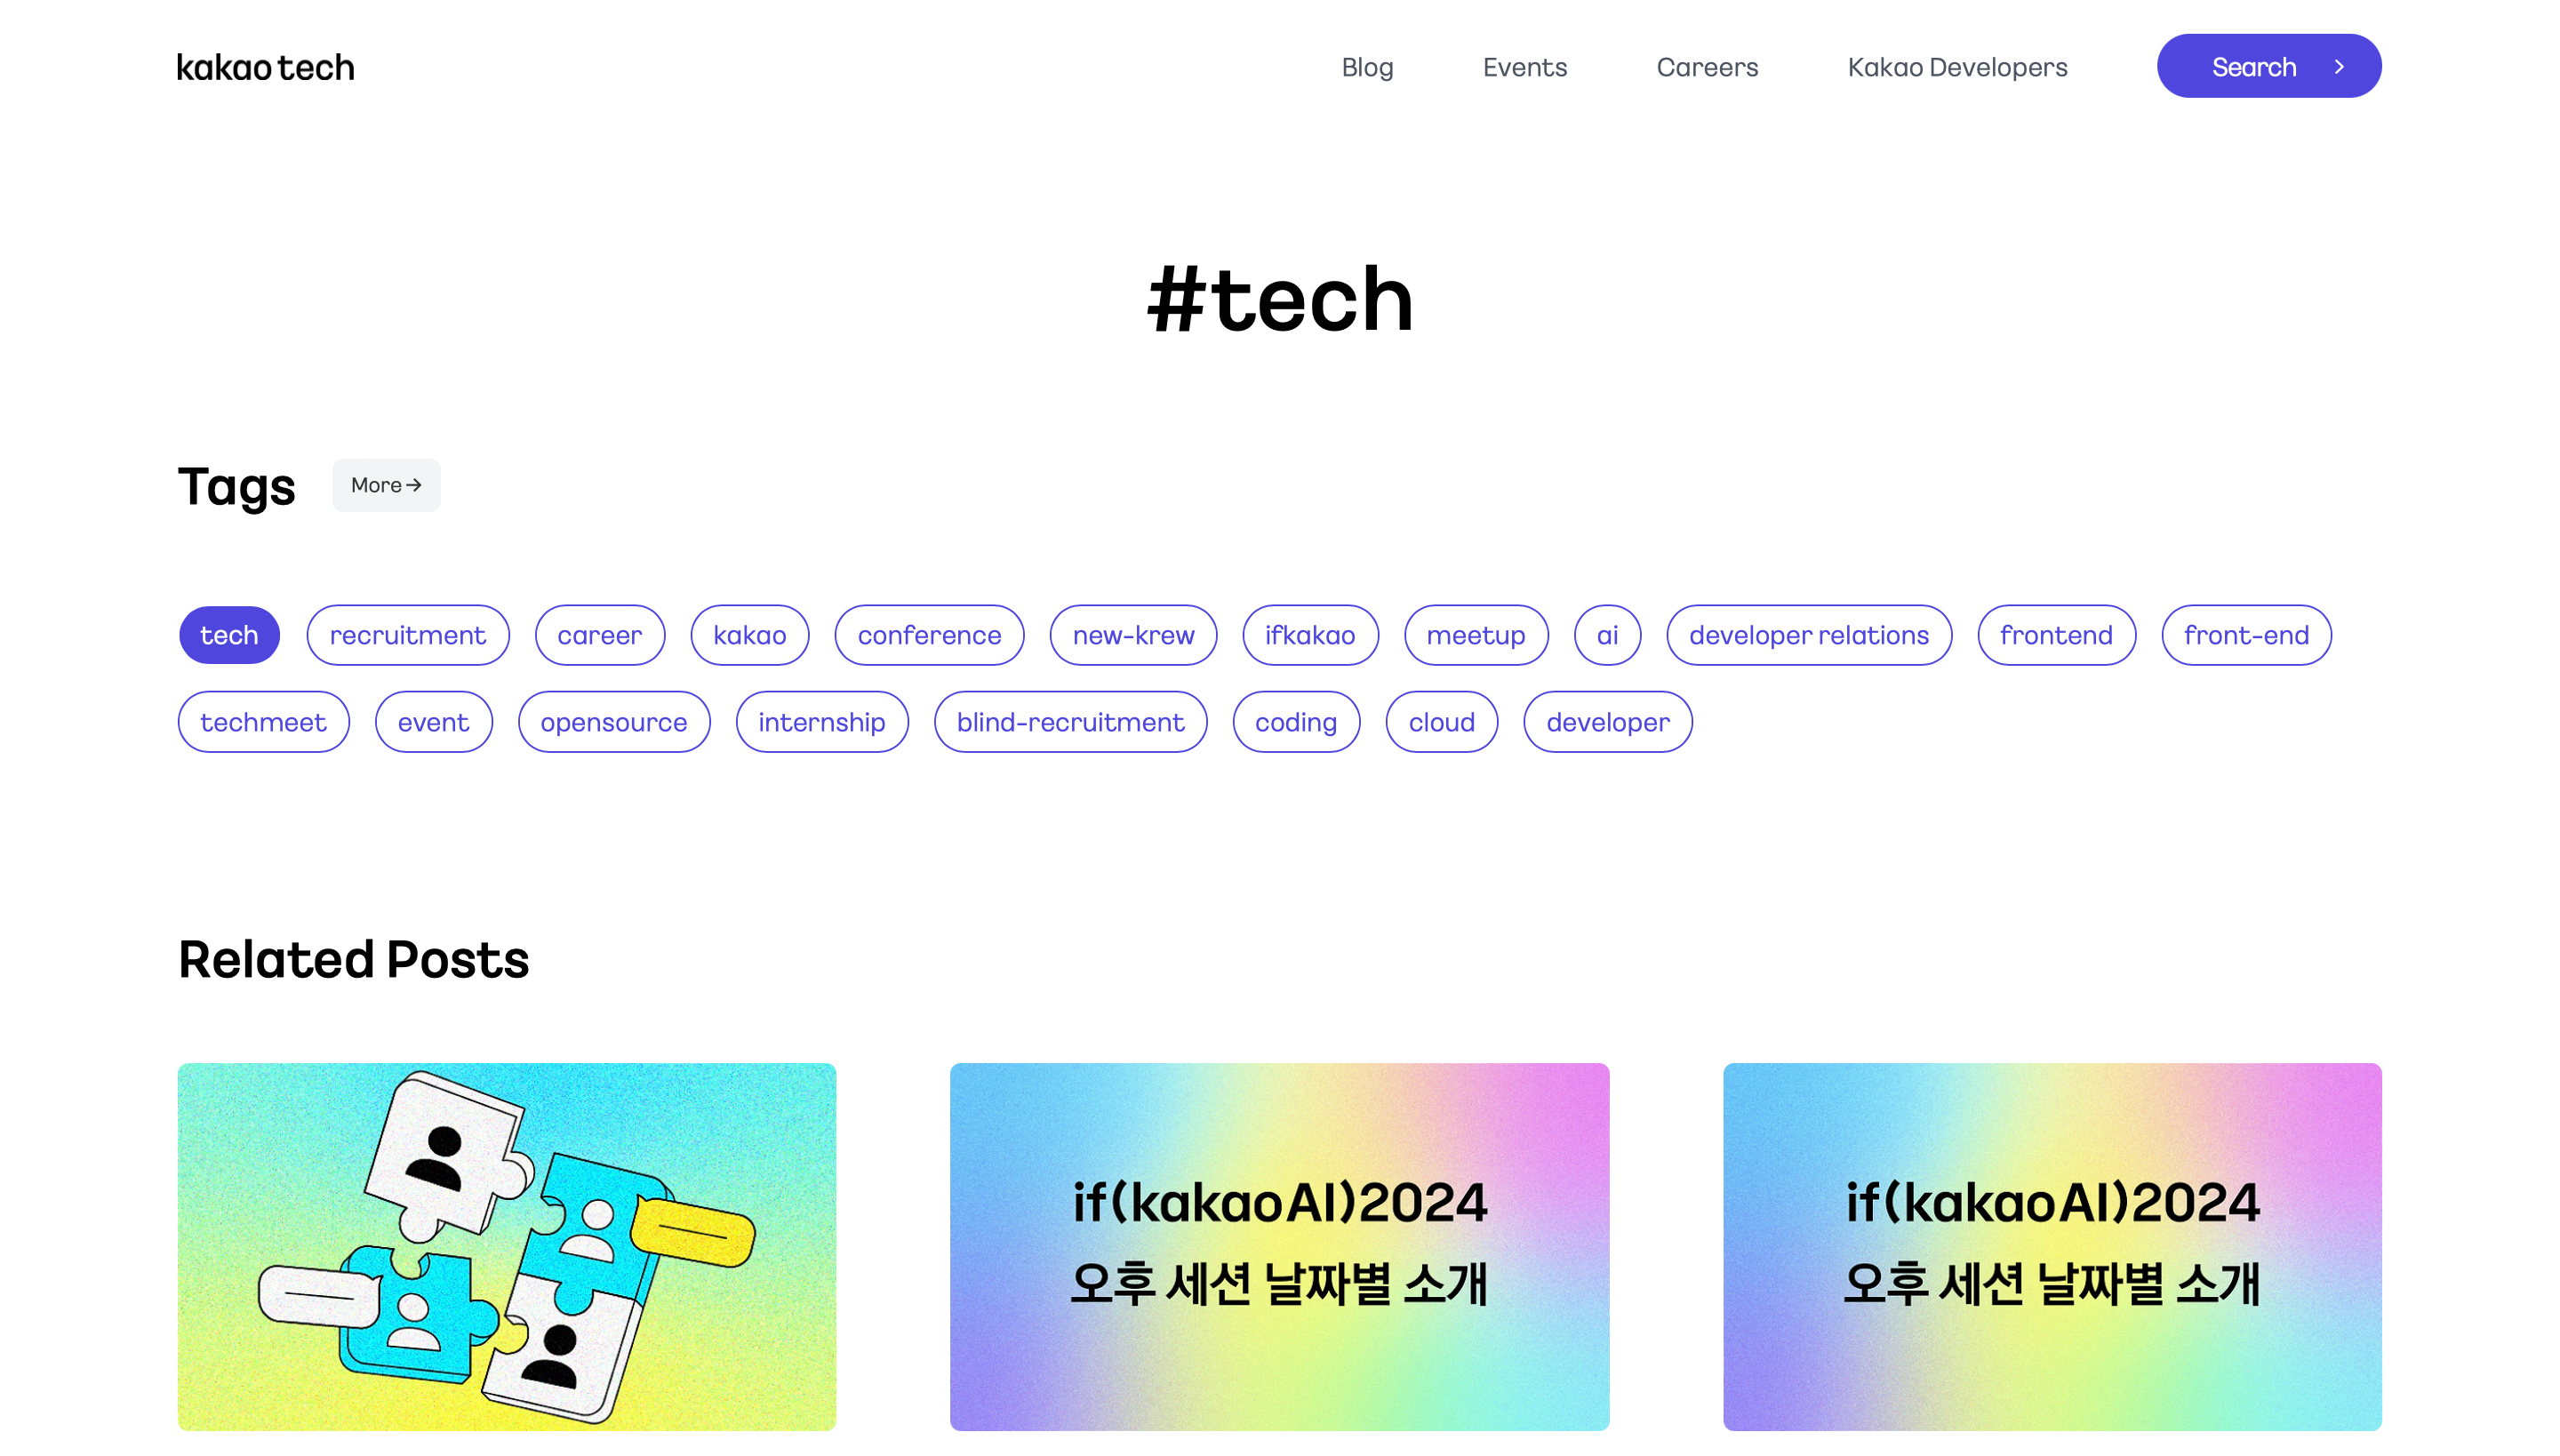 kakao tech
Blog Events Careers Kakao Developers Search
#tech
Tags More →
tech recruitment career kakao conference new-krew ifkakao meetup ai developer relations frontend front-end
techmeet event opensource internship blind-recruitment coding cloud developer
Related Posts
if(kakaoAI)2024
오후 세션 날짜별 소개
if(kakaoAI)2024
오후 세션 날짜별 소개